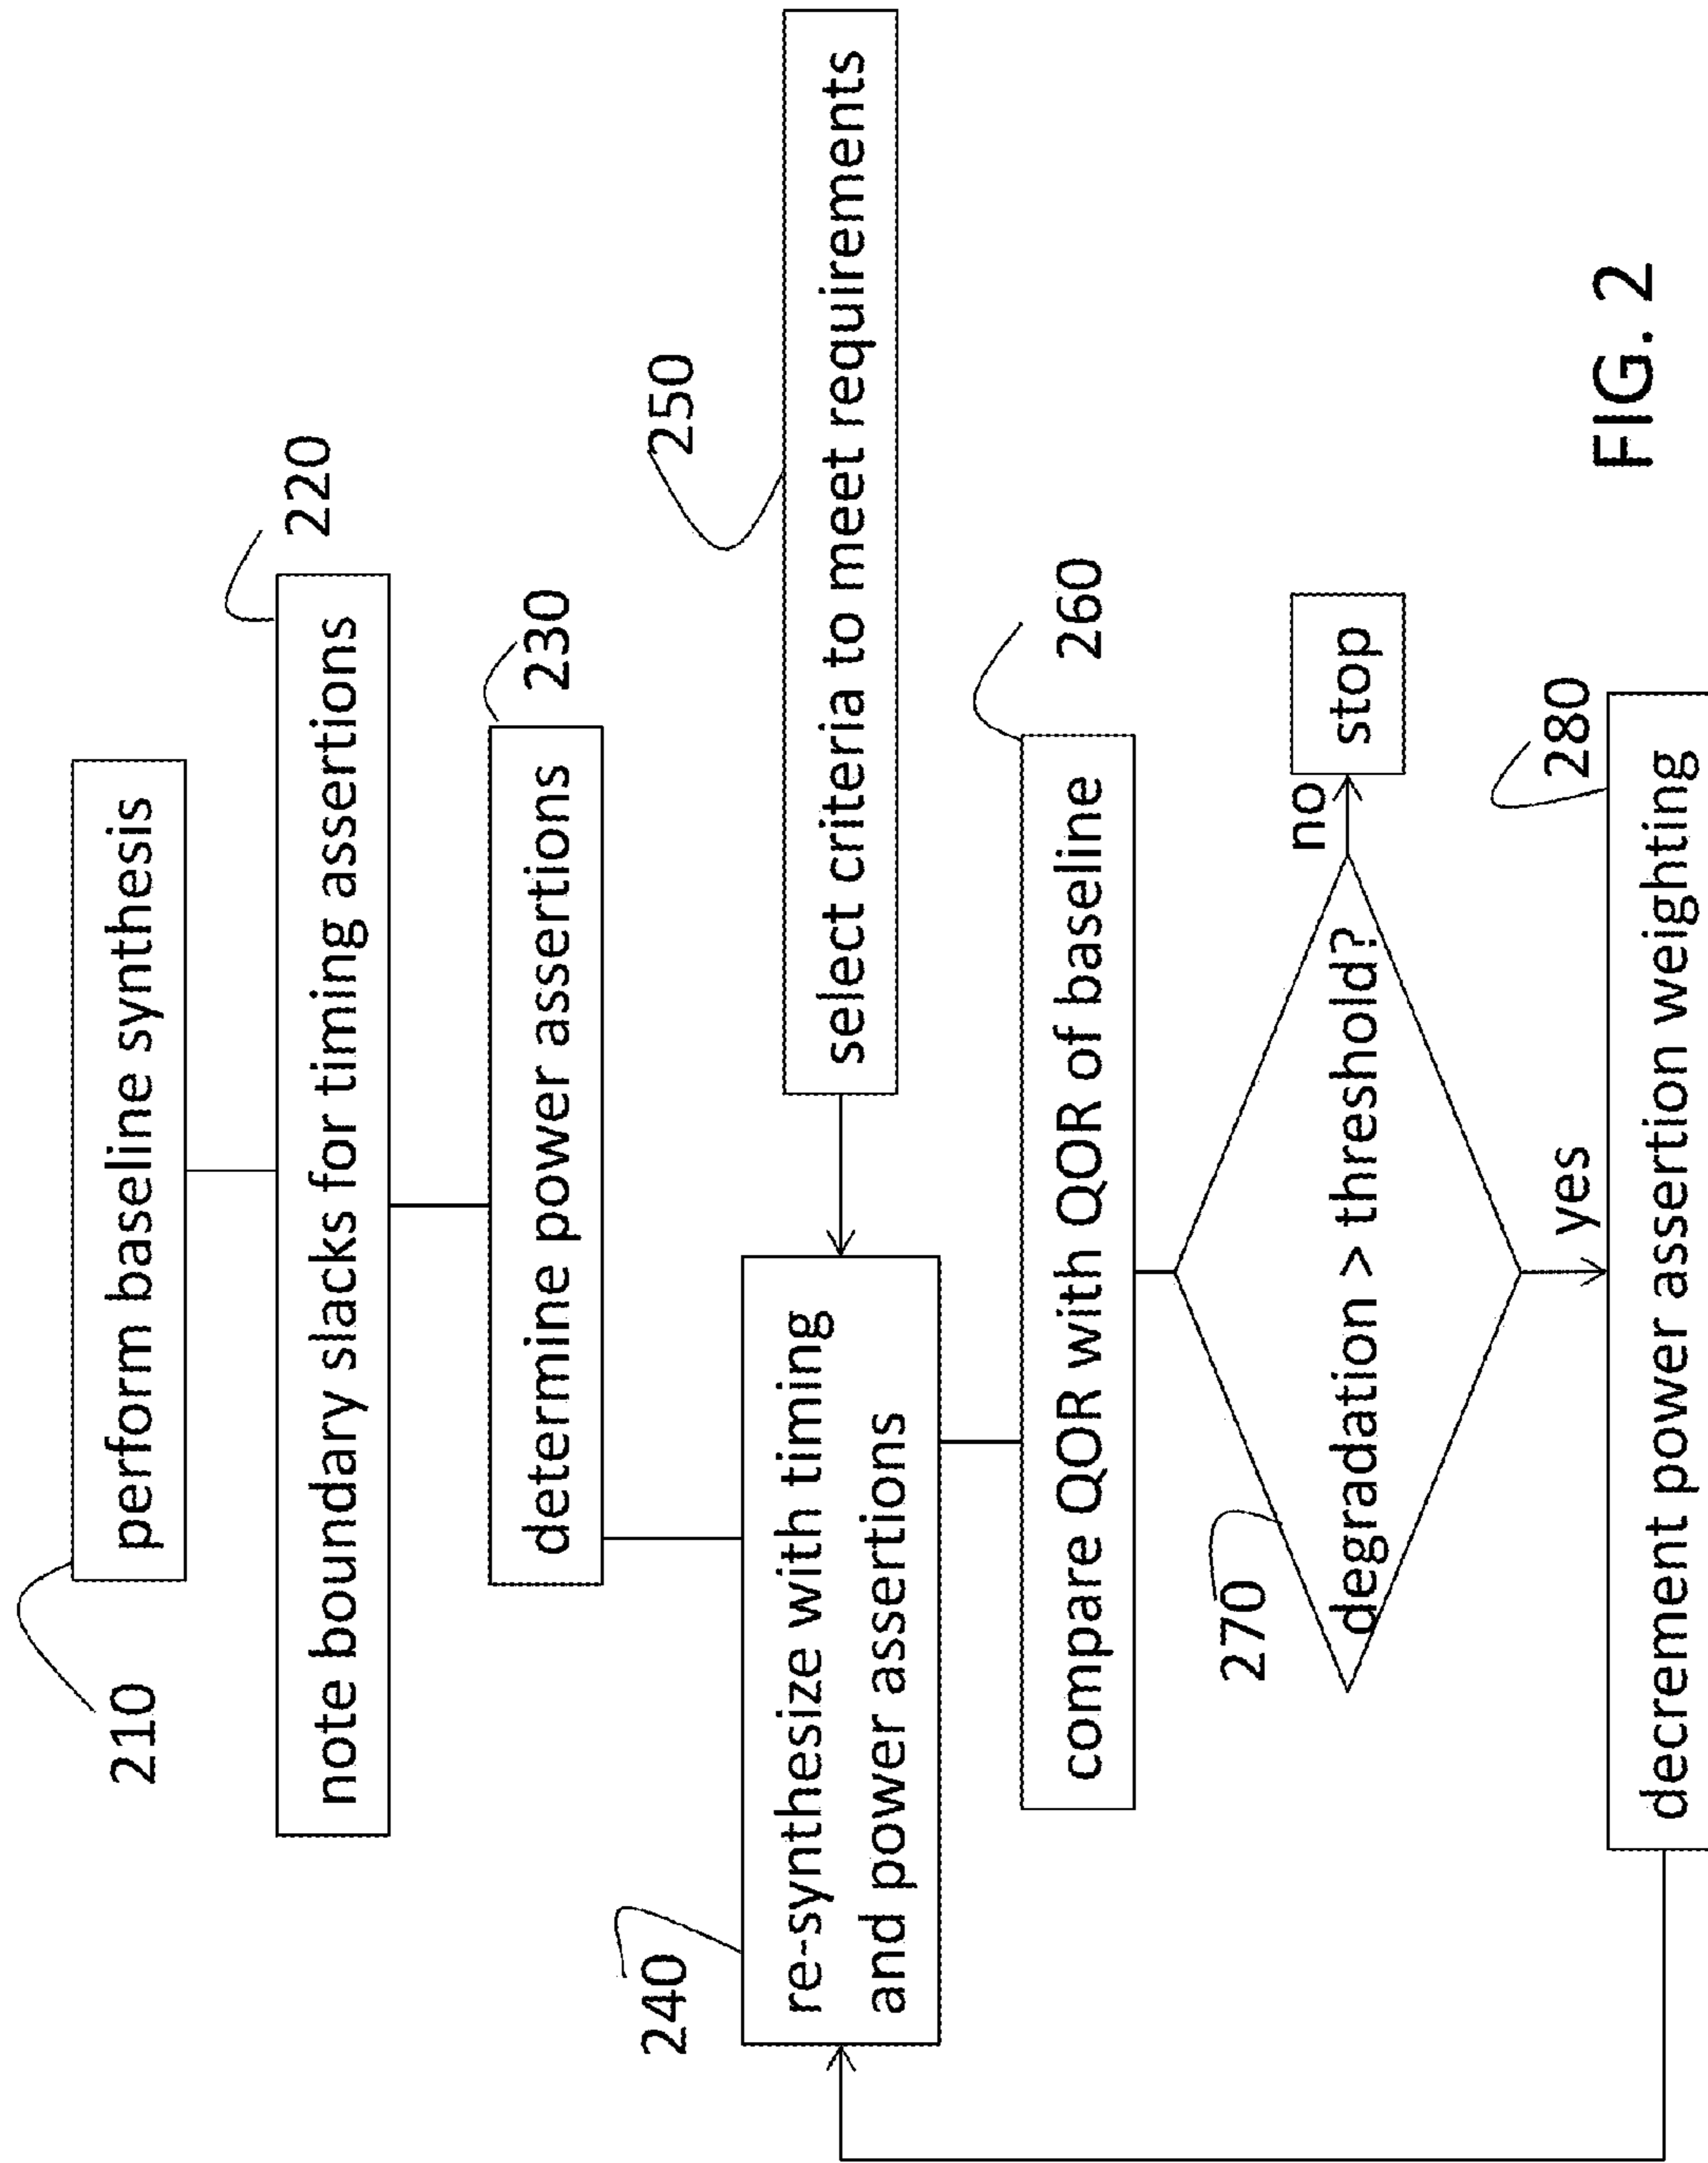 210
perform baseline synthesis
220
note boundary slacks for timing assertions
230
determine power assertions
240
re-synthesize with timing
and power assertions
250
select criteria to meet requirements
260
compare QOR with QOR of baseline
270
degradation > threshold?
no
stop
yes
280
decrement power assertion weighting
FIG. 2